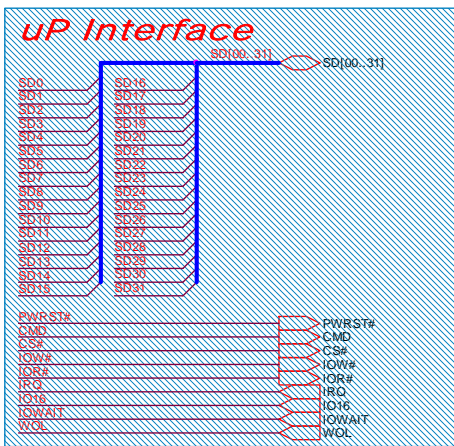 uP Interface
SD[00..31]
SD[00..31]
SD0
SD1
SD2
SD3
SD4
SD5
SD6
SD7
SD8
SD9
SD10
SD11
SD12
SD13
SD14
SD15
SD16
SD17
SD18
SD19
SD20
SD21
SD22
SD23
SD24
SD25
SD26
SD27
SD28
SD29
SD30
SD31
PWRST# PWRST#
CMD CMD
CS# CS#
IOW# IOW#
IOR# IOR#
IRQ IRQ
IO16 IO16
IOWAIT IOWAIT
WOL WOL